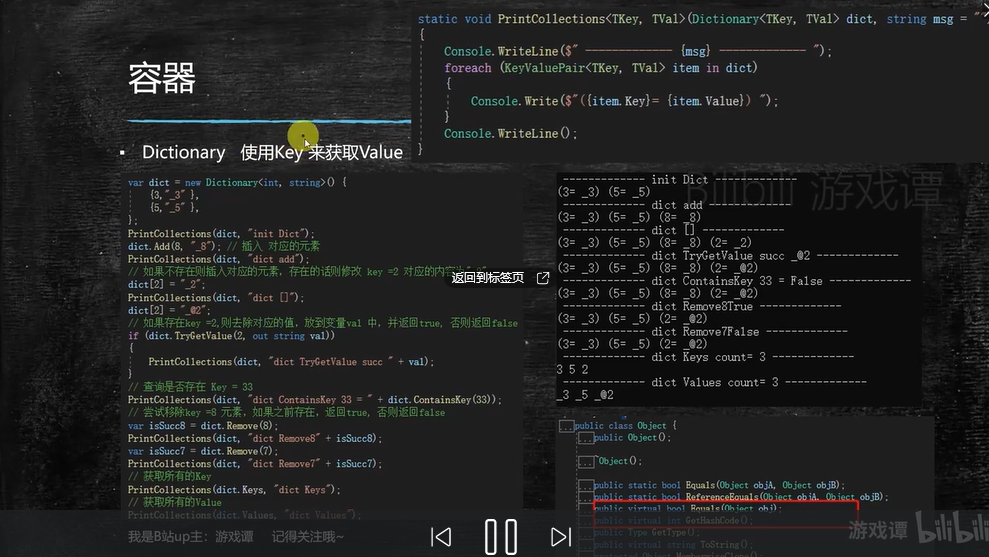 容器
▪ Dictionary 使用Key 来获取Value
static void PrintCollections<TKey, TVal>(Dictionary<TKey, TVal> dict, string msg = "
{
Console.WriteLine($" ------------- {msg} ------------- ");
foreach (KeyValuePair<TKey, TVal> item in dict)
{
Console.Write($"({item.Key}= {item.Value}) ");
}
Console.WriteLine();
}
var dict = new Dictionary<int, string>() {
{3,"_3" },
{5,"_5" },
};
PrintCollections(dict, "init Dict");
dict.Add(8, "_8"); // 插入 对应的元素
PrintCollections(dict, "dict add");
// 如果不存在则插入对应的元素，存在的话则修改 key =2 对应的内容
dict[2] = "_2";
PrintCollections(dict, "dict []");
dict[2] = "_@2";
// 如果存在key =2,则去除对应的值，放到变量val 中，并返回true, 否则返回false
if (dict.TryGetValue(2, out string val))
{
PrintCollections(dict, "dict TryGetValue succ " + val);
}
// 查询是否存在 Key = 33
PrintCollections(dict, "dict ContainsKey 33 = " + dict.ContainsKey(33));
// 尝试移除key =8 元素，如果之前存在，返回true, 否则返回false
var isSucc8 = dict.Remove(8);
PrintCollections(dict, "dict Remove8" + isSucc8);
var isSucc7 = dict.Remove(7);
PrintCollections(dict, "dict Remove7" + isSucc7);
// 获取所有的Key
PrintCollections(dict.Keys, "dict Keys");
// 获取所有的Value
PrintCollections(dict.Values, "dict Values");
返回到标签页
------------- init Dict -------------
(3= _3) (5= _5)
------------- dict add -------------
(3= _3) (5= _5) (8= _8)
------------- dict [] -------------
(3= _3) (5= _5) (8= _8) (2= _2)
------------- dict TryGetValue succ _@2 -------------
(3= _3) (5= _5) (8= _8) (2= _@2)
------------- dict ContainsKey 33 = False -------------
(3= _3) (5= _5) (8= _8) (2= _@2)
------------- dict Remove8True -------------
(3= _3) (5= _5) (2= _@2)
------------- dict Remove7False -------------
(3= _3) (5= _5) (2= _@2)
------------- dict Keys count= 3 -------------
3 5 2
------------- dict Values count= 3 -------------
_3 _5 _@2
bilibili 游戏谭
public class Object {
public Object();
~Object();
public static bool Equals(Object objA, Object objB);
public static bool ReferenceEquals(Object objA, Object objB);
public virtual bool Equals(Object obj);
public virtual int GetHashCode();
public Type GetType();
public virtual string ToString();
我是B站up主：游戏谭 记得关注哦~
游戏谭 bilibili